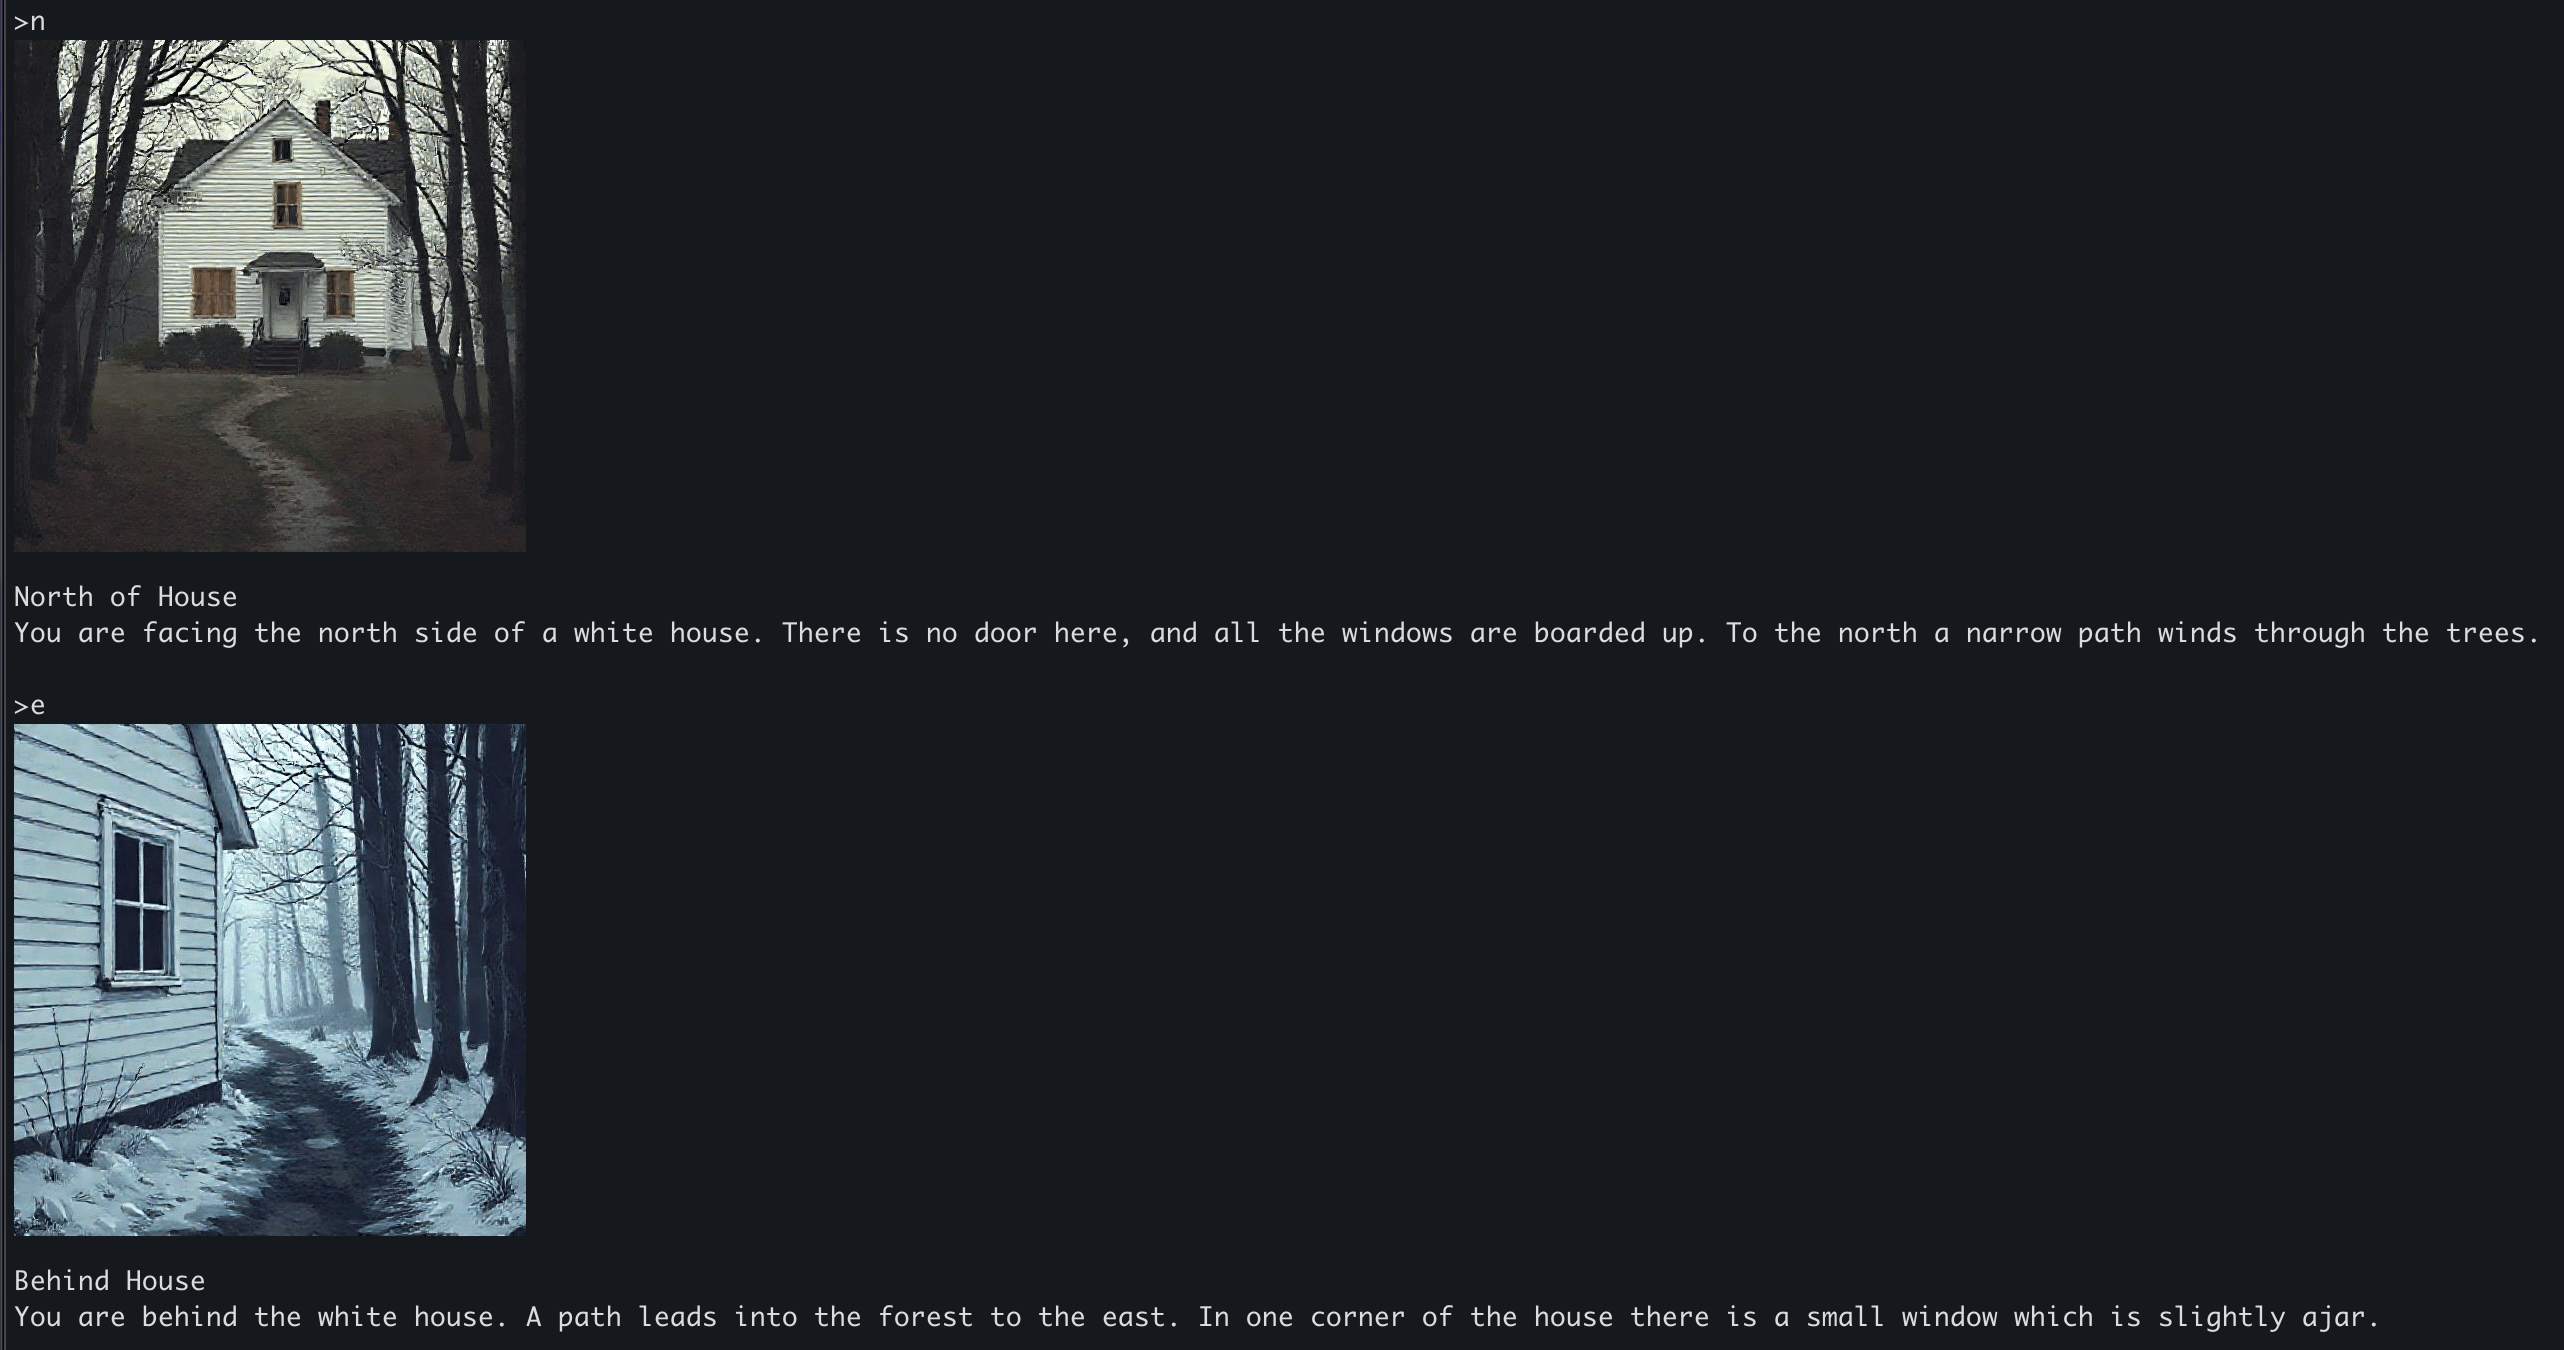 >n
North of House
You are facing the north side of a white house. There is no door here, and all the windows are boarded up. To the north a narrow path winds through the trees.
>e
Behind House
You are behind the white house. A path leads into the forest to the east. In one corner of the house there is a small window which is slightly ajar.